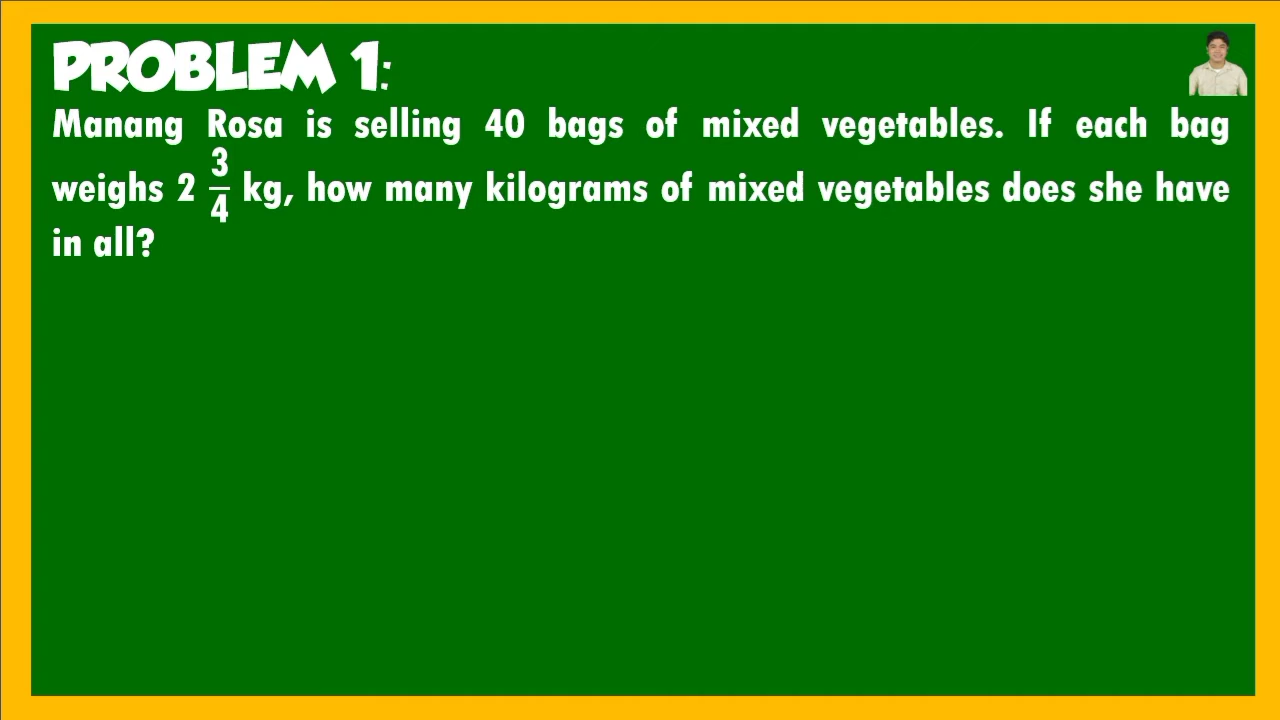 PROBLEM 1:
Manang Rosa is selling 40 bags of mixed vegetables. If each bag
weighs 2 3/4 kg, how many kilograms of mixed vegetables does she have
in all?